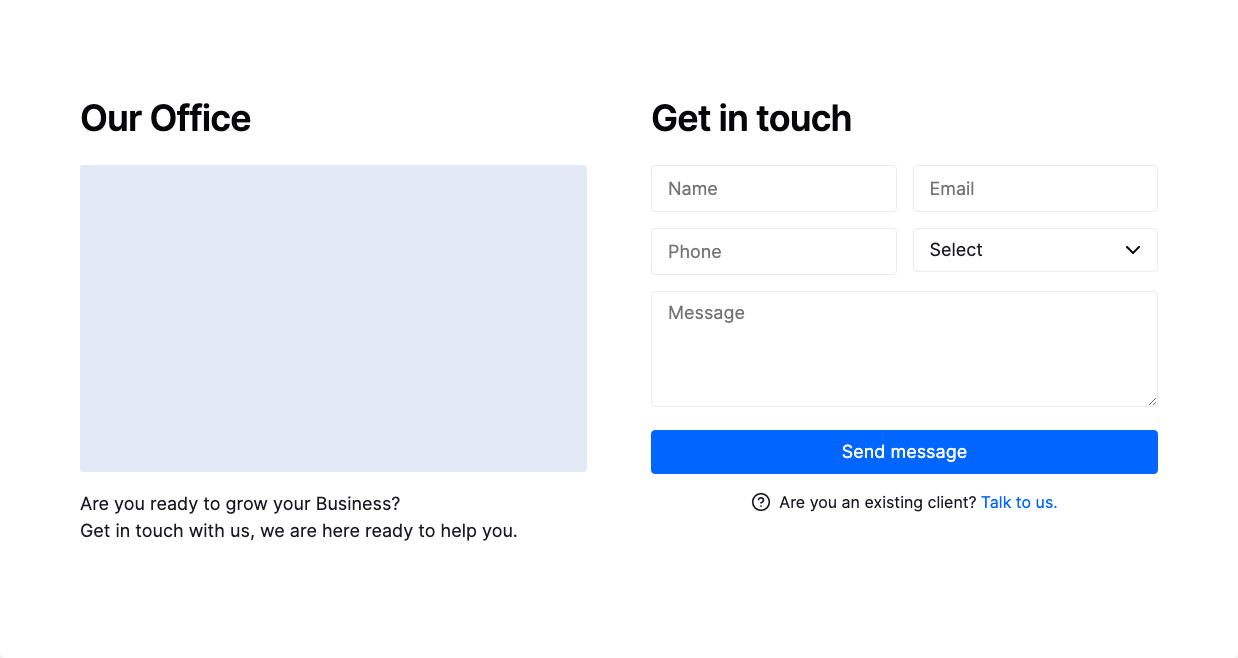 Our Office
Are you ready to grow your Business?
Get in touch with us, we are here ready to help you.
Get in touch
Name
Email
Phone
Select
Message
Send message
Are you an existing client? Talk to us.